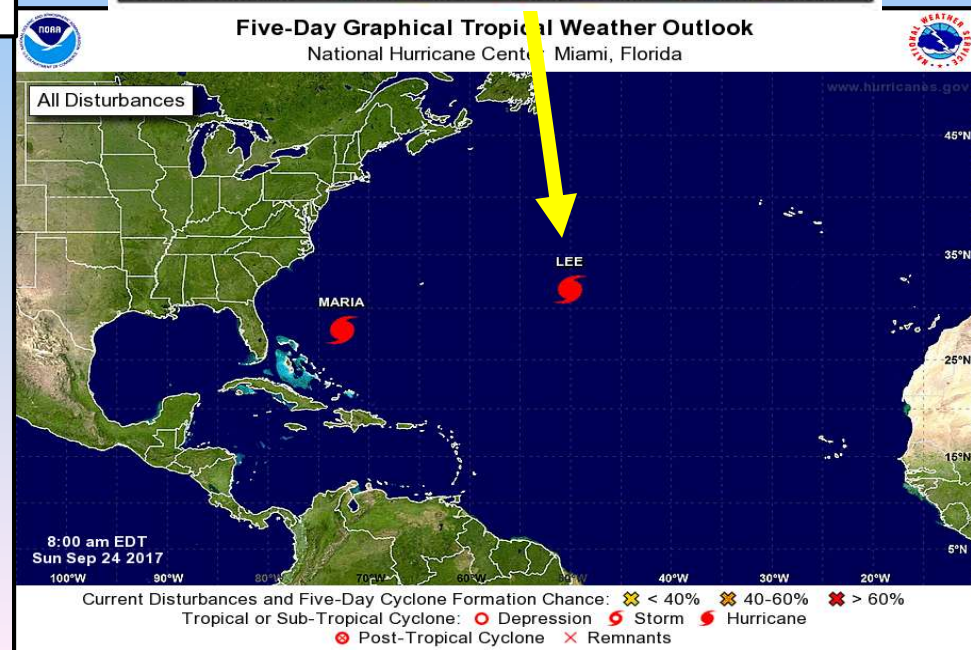 Five-Day Graphical Tropical Weather Outlook
National Hurricane Center Miami, Florida
NOAA
All Disturbances
www.hurricanes.gov
45°N
35°N
LEE
MARIA
25°N
15°N
5°N
8:00 am EDT
Sun Sep 24 2017
100°W 90°W 80°W 70°W 60°W 50°W 40°W 30°W 20°W
Current Disturbances and Five-Day Cyclone Formation Chance: < 40% 40-60% > 60%
Tropical or Sub-Tropical Cyclone: Depression Storm Hurricane
Post-Tropical Cyclone Remnants